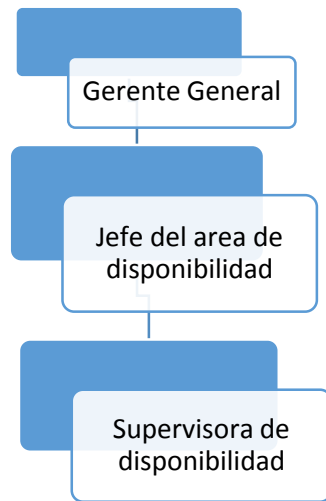 Gerente General
Jefe del area de
disponibilidad
Supervisora de
disponibilidad